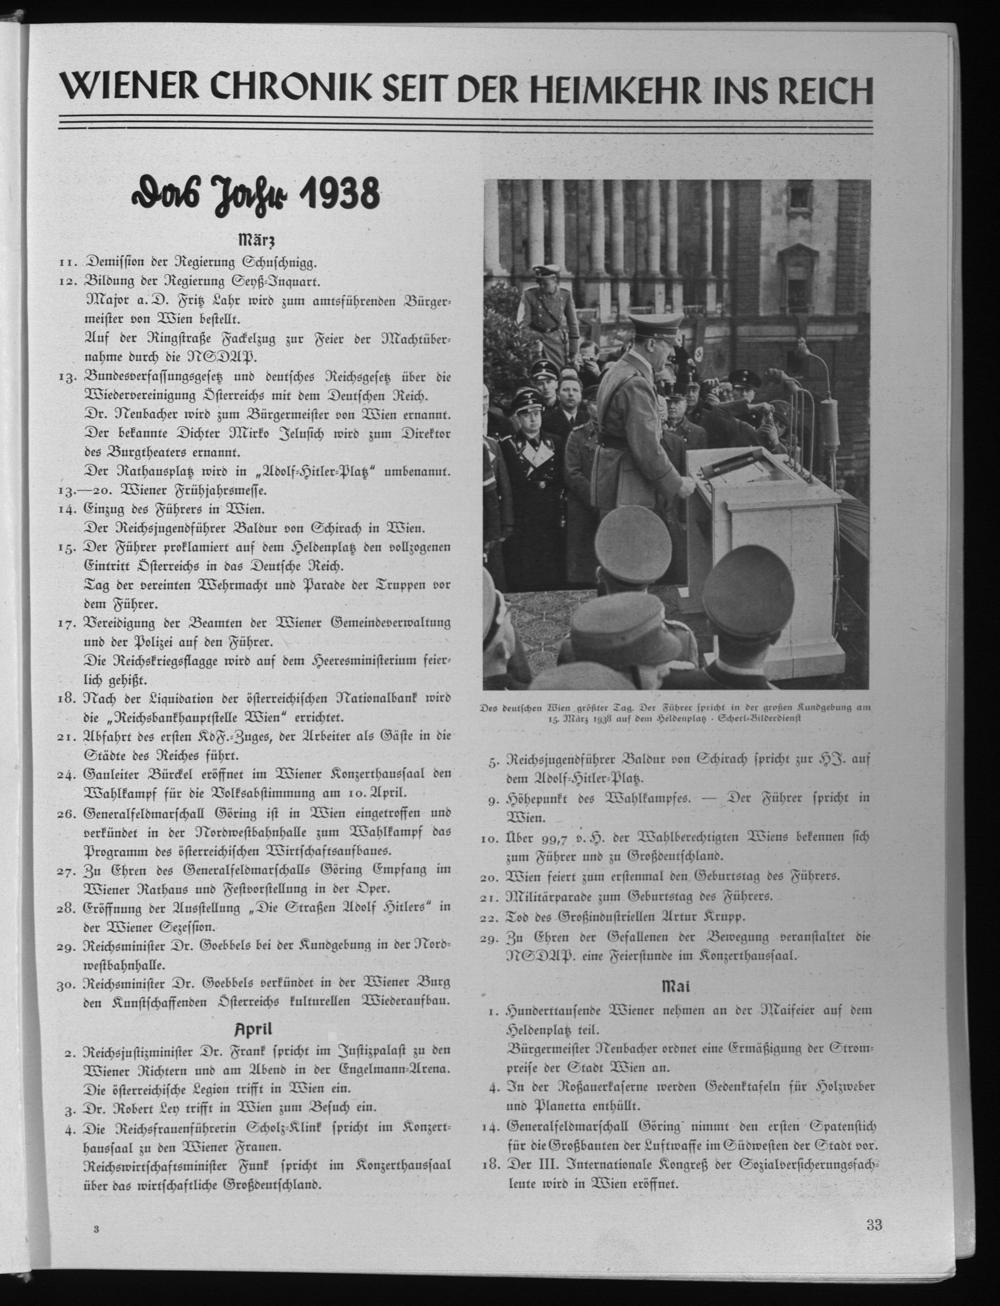 WIENER CHRONIK SEIT DER HEIMKEHR INS REICH
Das Jahr 1938
März
11. Demission der Regierung Schuschnigg.
12. Bildung der Regierung Seyß-Inquart.
Major a. D. Fritz Lahr wird zum amtsführenden Bürger-
meister von Wien bestellt.
Auf der Ringstraße Fackelzug zur Feier der Machtüber-
nahme durch die NSDAP.
13. Bundesverfassungsgesetz und deutsches Reichsgesetz über die
Wiedervereinigung Österreichs mit dem Deutschen Reich.
Dr. Neubacher wird zum Bürgermeister von Wien ernannt.
Der bekannte Dichter Mirko Jelusich wird zum Direktor
des Burgtheaters ernannt.
Der Rathausplatz wird in „Adolf-Hitler-Platz“ umbenannt.
13.—20. Wiener Frühjahrsmesse.
14. Einzug des Führers in Wien.
Der Reichsjugendführer Baldur von Schirach in Wien.
15. Der Führer proklamiert auf dem Heldenplatz den vollzogenen
Eintritt Österreichs in das Deutsche Reich.
Tag der vereinten Wehrmacht und Parade der Truppen vor
dem Führer.
17. Vereidigung der Beamten der Wiener Gemeindeverwaltung
und der Polizei auf den Führer.
Die Reichskriegsflagge wird auf dem Heeresministerium feier-
lich gehißt.
18. Nach der Liquidation der österreichischen Nationalbank wird
die „Reichsbankhauptstelle Wien“ errichtet.
21. Abfahrt des ersten KdF.-Zuges, der Arbeiter als Gäste in die
Städte des Reiches führt.
24. Gauleiter Bürckel eröffnet im Wiener Konzerthaussaal den
Wahlkampf für die Volksabstimmung am 10. April.
26. Generalfeldmarschall Göring ist in Wien eingetroffen und
verkündet in der Nordwestbahnhalle zum Wahlkampf das
Programm des österreichischen Wirtschaftsaufbaues.
27. Zu Ehren des Generalfeldmarschalls Göring Empfang im
Wiener Rathaus und Festvorstellung in der Oper.
28. Eröffnung der Ausstellung „Die Straßen Adolf Hitlers“ in
der Wiener Sezession.
29. Reichsminister Dr. Goebbels bei der Kundgebung in der Nord-
westbahnhalle.
30. Reichsminister Dr. Goebbels verkündet in der Wiener Burg
den Kunstschaffenden Österreichs kulturellen Wiederaufbau.
April
2. Reichsjustizminister Dr. Frank spricht im Justizpalast zu den
Wiener Richtern und am Abend in der Engelmann-Arena.
Die österreichische Legion trifft in Wien ein.
3. Dr. Robert Ley trifft in Wien zum Besuch ein.
4. Die Reichsfrauenführerin Scholz-Klink spricht im Konzert-
haussaal zu den Wiener Frauen.
Reichswirtschaftsminister Funk spricht im Konzerthaussaal
über das wirtschaftliche Großdeutschland.
Des deutschen Wien größter Tag. Der Führer spricht in der großen Kundgebung am
15. März 1938 auf dem Heldenplatz · Scherl-Bilderdienst
5. Reichsjugendführer Baldur von Schirach spricht zur HJ. auf
dem Adolf-Hitler-Platz.
9. Höhepunkt des Wahlkampfes. — Der Führer spricht in
Wien.
10. Über 99,7 v. H. der Wahlberechtigten Wiens bekennen sich
zum Führer und zu Großdeutschland.
20. Wien feiert zum erstenmal den Geburtstag des Führers.
21. Militärparade zum Geburtstag des Führers.
22. Tod des Großindustriellen Artur Krupp.
29. Zu Ehren der Gefallenen der Bewegung veranstaltet die
NSDAP. eine Feierstunde im Konzerthaussaal.
Mai
1. Hunderttausende Wiener nehmen an der Maifeier auf dem
Heldenplatz teil.
Bürgermeister Neubacher ordnet eine Ermäßigung der Strom-
preise der Stadt Wien an.
4. In der Roßauerkaserne werden Gedenktafeln für Holzweber
und Planetta enthüllt.
14. Generalfeldmarschall Göring nimmt den ersten Spatenstich
für die Großbauten der Luftwaffe im Südwesten der Stadt vor.
18. Der III. Internationale Kongreß der Sozialversicherungsfach-
leute wird in Wien eröffnet.
3
33